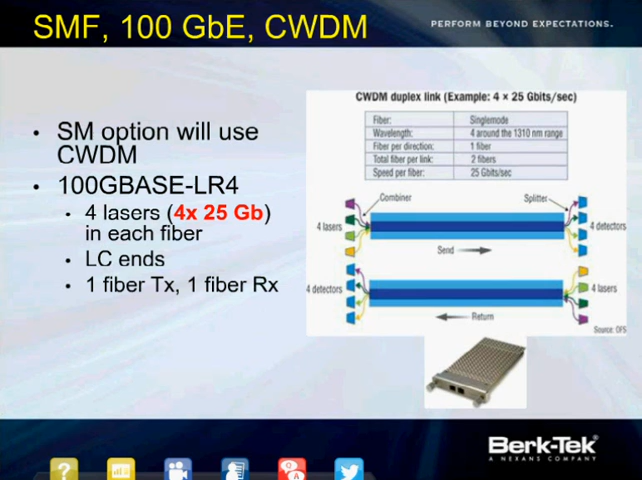 SMF, 100 GbE, CWDM
PERFORM BEYOND EXPECTATIONS.
• SM option will use
CWDM
• 100GBASE-LR4
• 4 lasers (4x 25 Gb)
in each fiber
• LC ends
• 1 fiber Tx, 1 fiber Rx
CWDM duplex link (Example: 4 × 25 Gbits/sec)
Fiber: Singlemode
Wavelength: 4 around the 1310 nm range
Fiber per direction: 1 fiber
Total fiber per link: 2 fibers
Speed per fiber: 25 Gbits/sec
Combiner Splitter
4 lasers 4 detectors
Send
4 detectors 4 lasers
Return
Source: OFS
Berk-Tek
A NEXANS COMPANY
?
Q
A